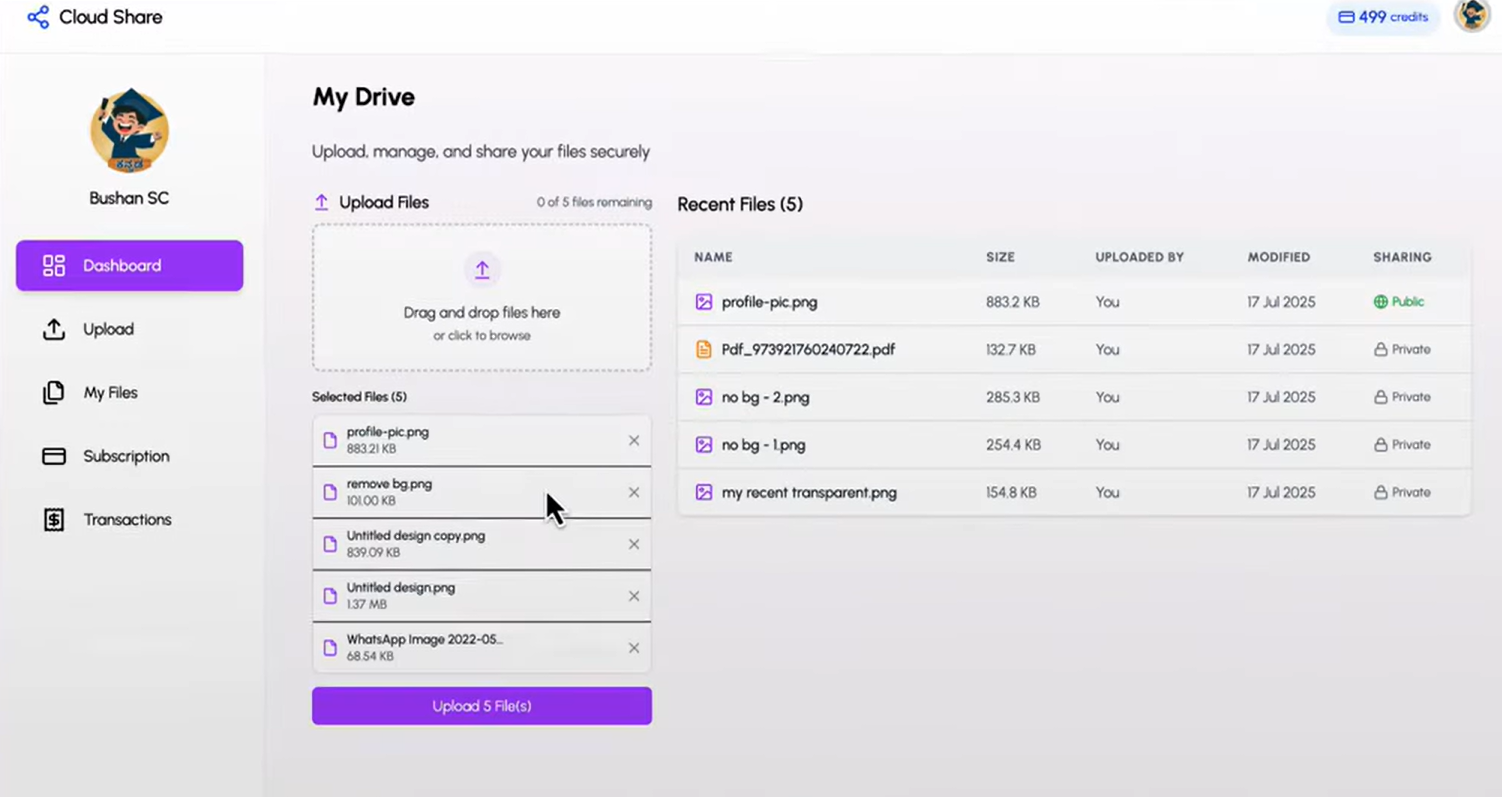 Cloud Share
499 credits
ಕನ್ನಡ
Bushan SC
Dashboard
Upload
My Files
Subscription
Transactions
My Drive
Upload, manage, and share your files securely
Upload Files
0 of 5 files remaining
Drag and drop files here
or click to browse
Selected Files (5)
profile-pic.png
883.21 KB
remove bg.png
101.00 KB
Untitled design copy.png
839.09 KB
Untitled design.png
1.37 MB
WhatsApp Image 2022-05...
68.54 KB
Upload 5 File(s)
Recent Files (5)
NAME SIZE UPLOADED BY MODIFIED SHARING
profile-pic.png 883.2 KB You 17 Jul 2025 Public
Pdf_973921760240722.pdf 132.7 KB You 17 Jul 2025 Private
no bg - 2.png 285.3 KB You 17 Jul 2025 Private
no bg - 1.png 254.4 KB You 17 Jul 2025 Private
my recent transparent.png 154.8 KB You 17 Jul 2025 Private